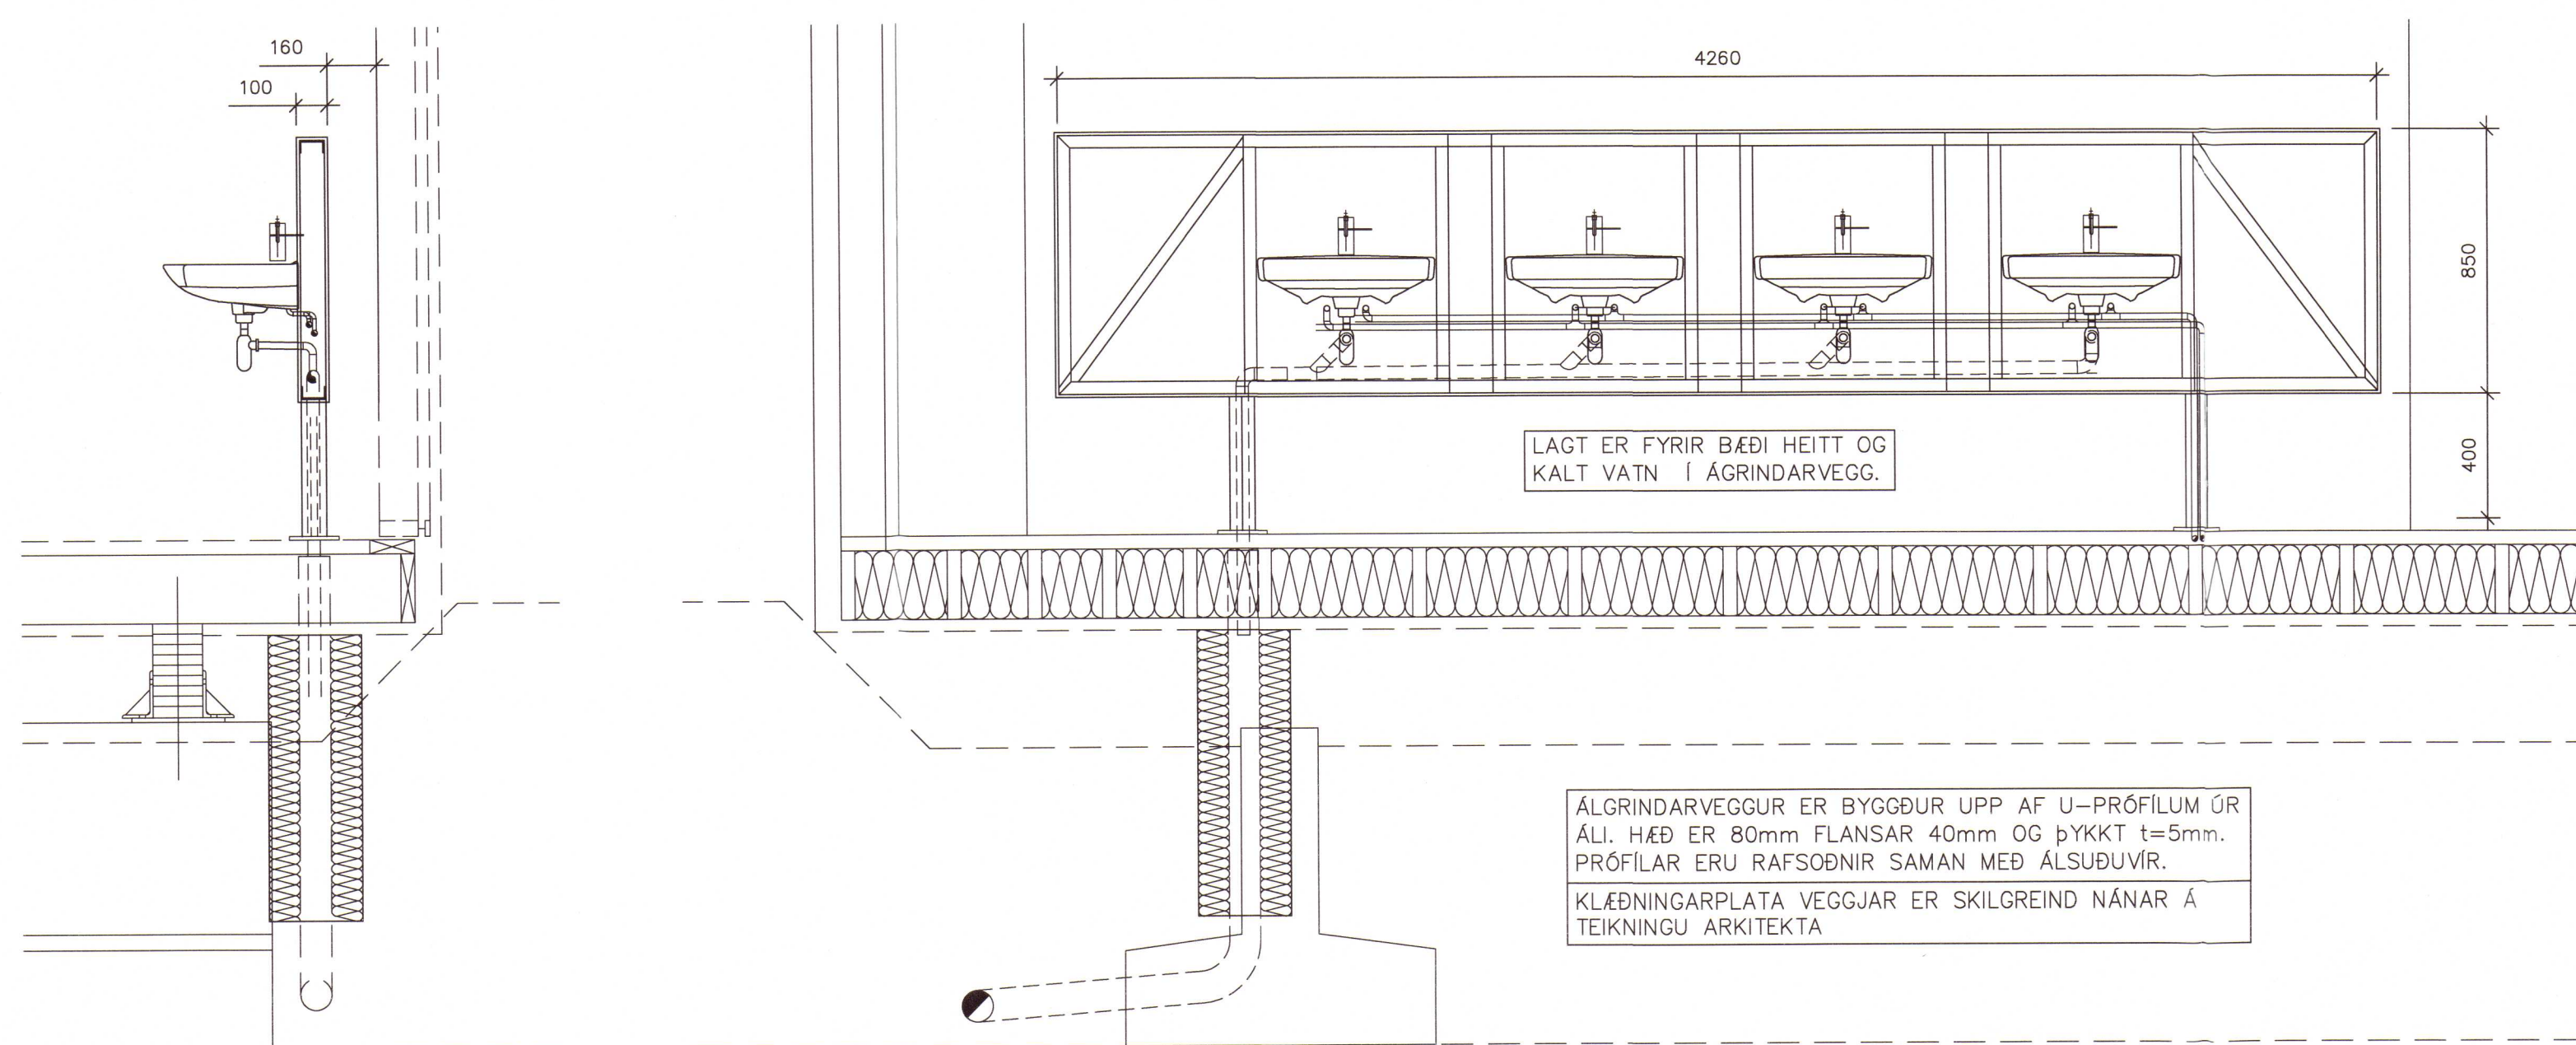 160
100
4260
850
400
LAGT ER FYRIR BÆÐI HEITT OG
KALT VATN Í ÁGRINDARVEGG.
ÁLGRINDARVEGGUR ER BYGGÐUR UPP AF U-PRÓFÍLUM ÚR
ÁLI. HÆÐ ER 80mm FLANSAR 40mm OG þYKKT t=5mm.
PRÓFÍLAR ERU RAFSOÐNIR SAMAN MEÐ ÁLSUÐUVÍR.
KLÆÐNINGARPLATA VEGGJAR ER SKILGREIND NÁNAR Á
TEIKNINGU ARKITEKTA